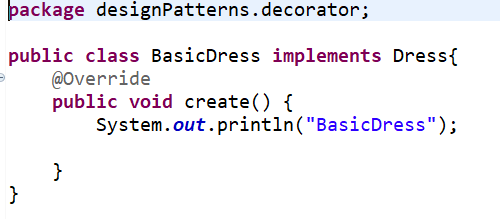 package designPatterns.decorator;
public class BasicDress implements Dress{
@Override
public void create() {
System.out.println("BasicDress");
}
}